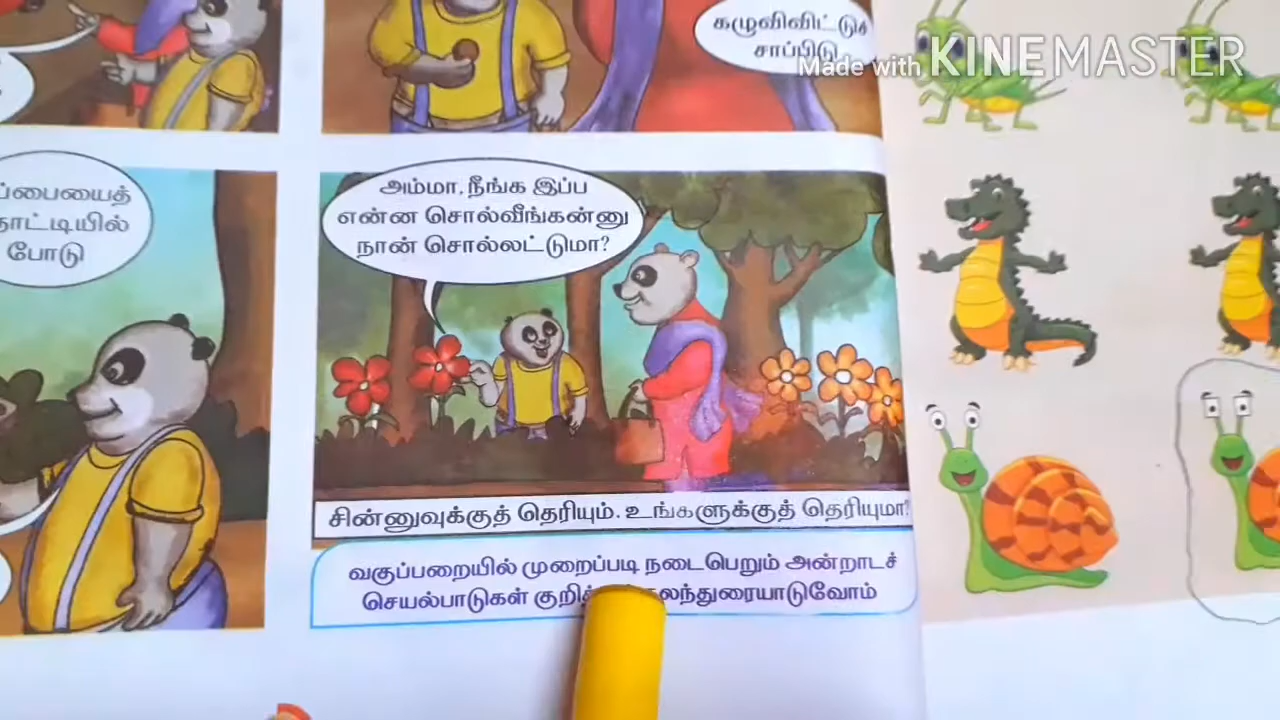 கழுவிவிட்டுச்
சாப்பிடு
Made with KINEMASTER
போடு
அம்மா, நீங்க இப்ப
என்ன சொல்வீங்கன்னு
நான் சொல்லட்டுமா?
சின்னுவுக்குத் தெரியும். உங்களுக்குத் தெரியுமா?
வகுப்பறையில் முறைப்படி நடைபெறும் அன்றாடச்
செயல்பாடுகள்